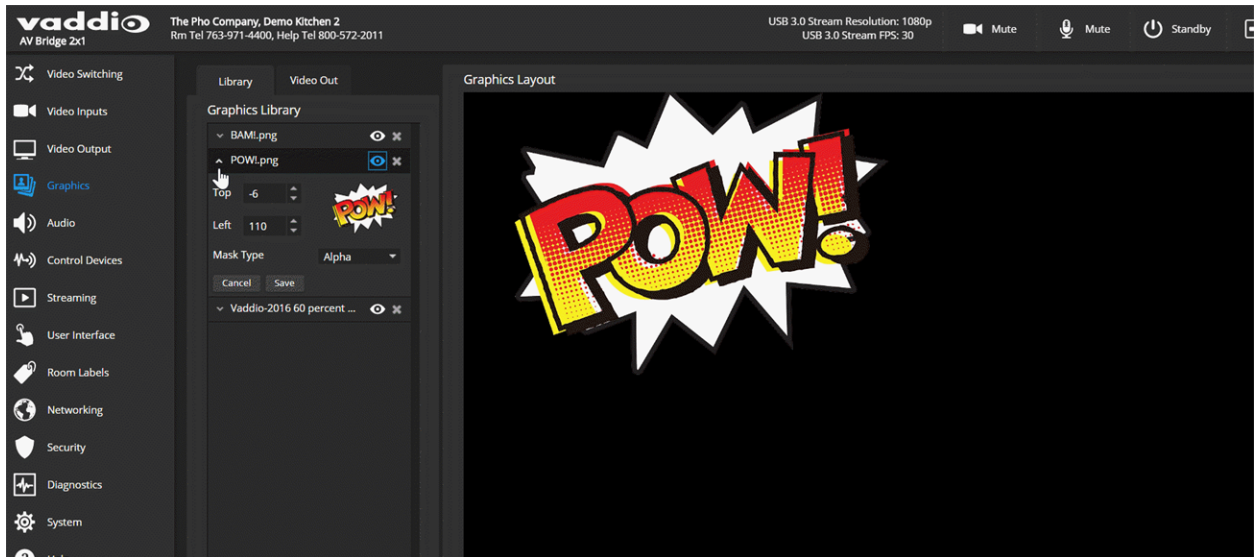 vaddio
AV Bridge 2x1
The Pho Company, Demo Kitchen 2
Rm Tel 763-971-4400, Help Tel 800-572-2011
USB 3.0 Stream Resolution: 1080p
USB 3.0 Stream FPS: 30
Mute
Mute
Standby
Video Switching
Video Inputs
Video Output
Graphics
Audio
Control Devices
Streaming
User Interface
Room Labels
Networking
Security
Diagnostics
System
Library
Video Out
Graphics Library
BAM!.png
POW!.png
Top -6
Left 110
POW!
Mask Type Alpha
Cancel Save
Vaddio-2016 60 percent ...
Graphics Layout
POW!